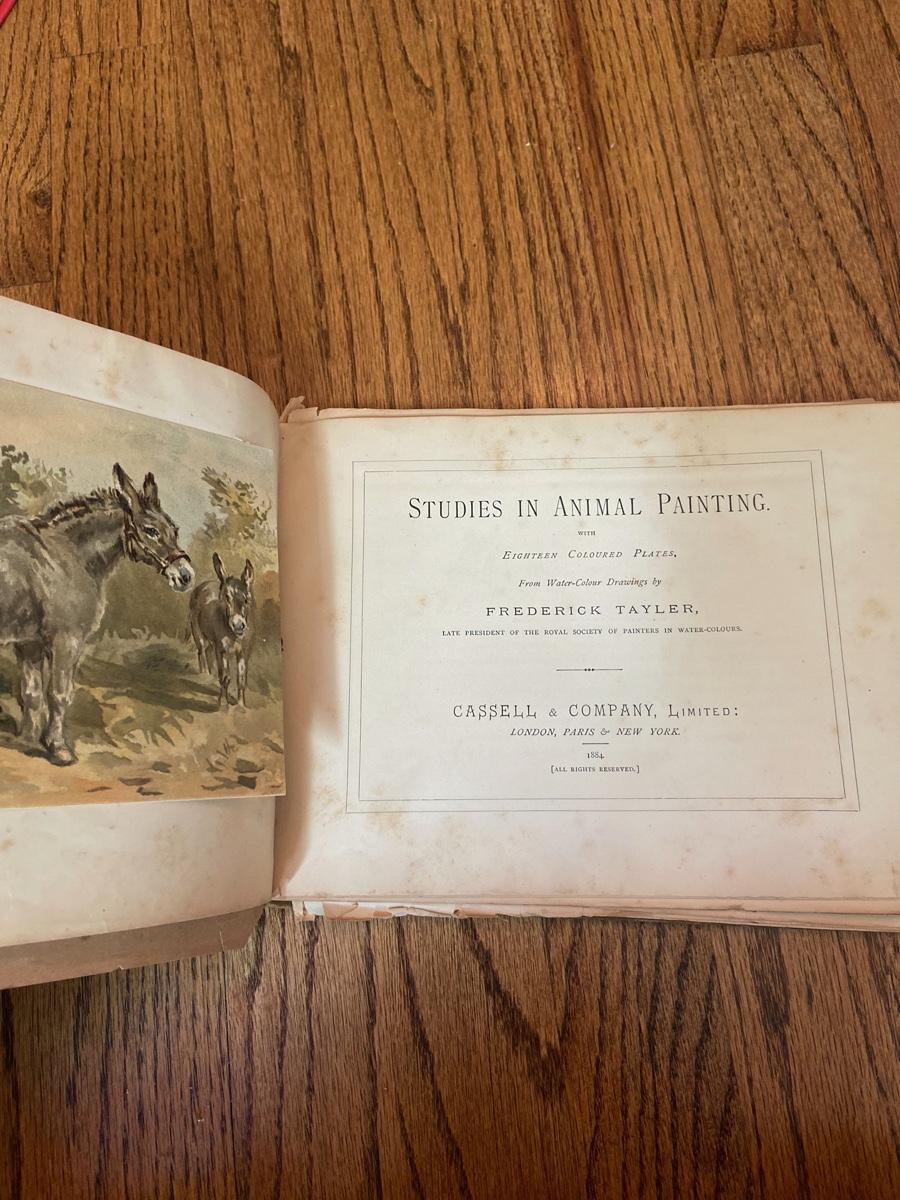 STUDIES IN ANIMAL PAINTING.
WITH
EIGHTEEN COLOURED PLATES,
From Water-Colour Drawings by
FREDERICK TAYLER,
LATE PRESIDENT OF THE ROYAL SOCIETY OF PAINTERS IN WATER-COLOURS.
CASSELL & COMPANY, LIMITED:
LONDON, PARIS & NEW YORK.
1884.
[ALL RIGHTS RESERVED.]